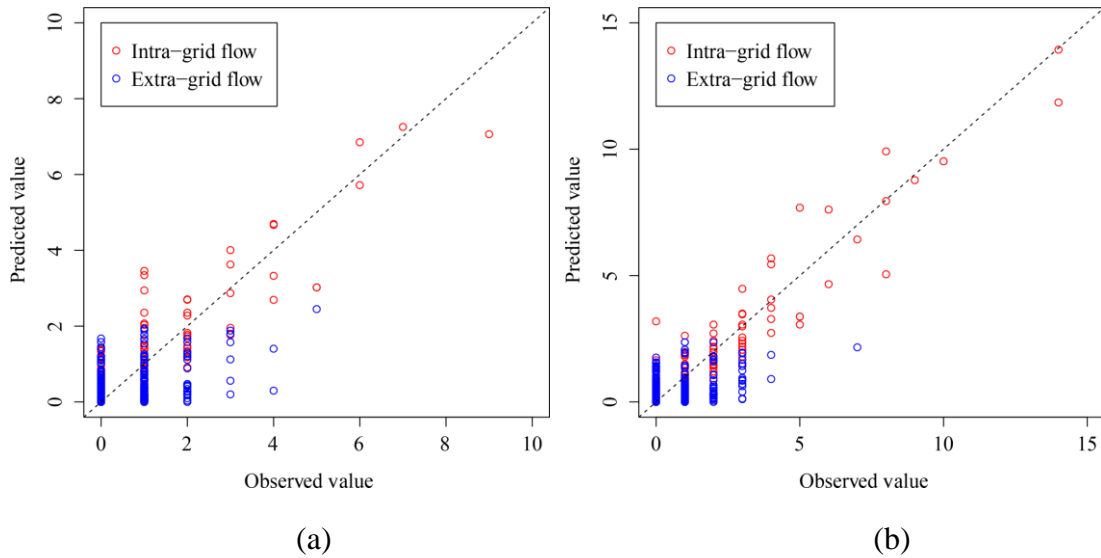 Intra−grid flow
Extra−grid flow
Predicted value
0 2 4 6 8 10
0 2 4 6 8 10
Observed value
(a)
Intra−grid flow
Extra−grid flow
Predicted value
0 5 10 15
0 5 10 15
Observed value
(b)